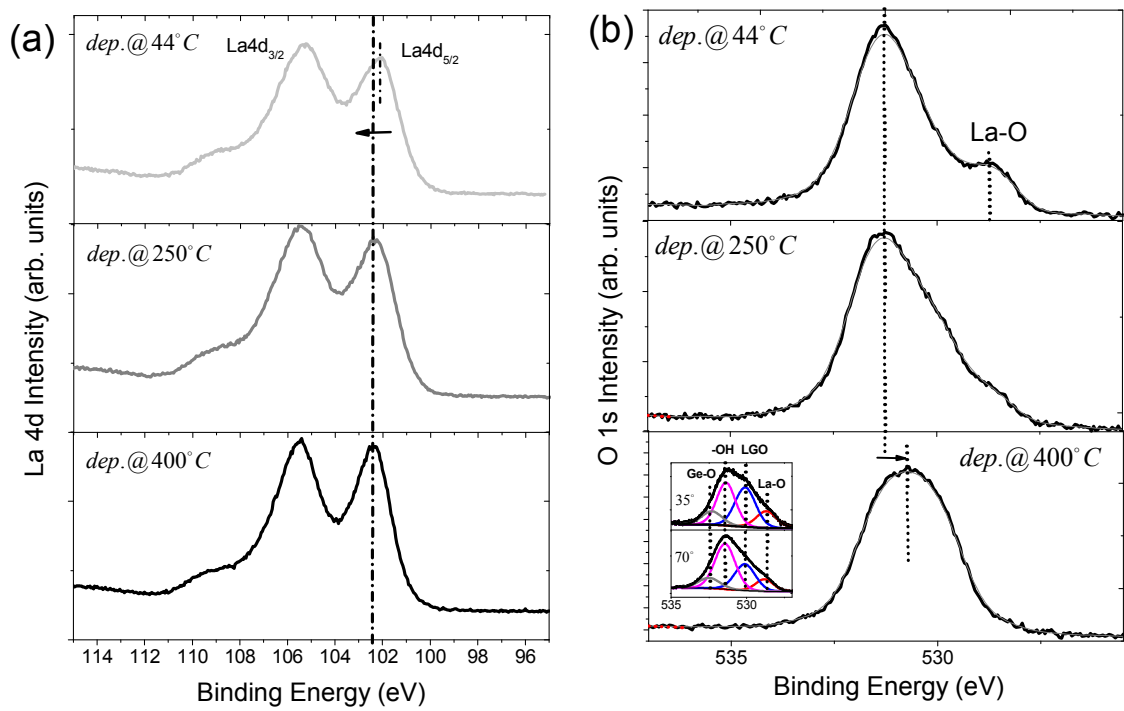 (a)
dep.@ 44°C
La4d3/2
La4d5/2
dep.@ 250°C
dep.@ 400°C
La 4d Intensity (arb. units)
114 112 110 108 106 104 102 100 98 96
Binding Energy (eV)
(b)
dep.@ 44°C
La-O
dep.@ 250°C
dep.@ 400°C
-OH LGO
Ge-O
La-O
35°
70°
535 530
O 1s Intensity (arb. units)
535 530
Binding Energy (eV)